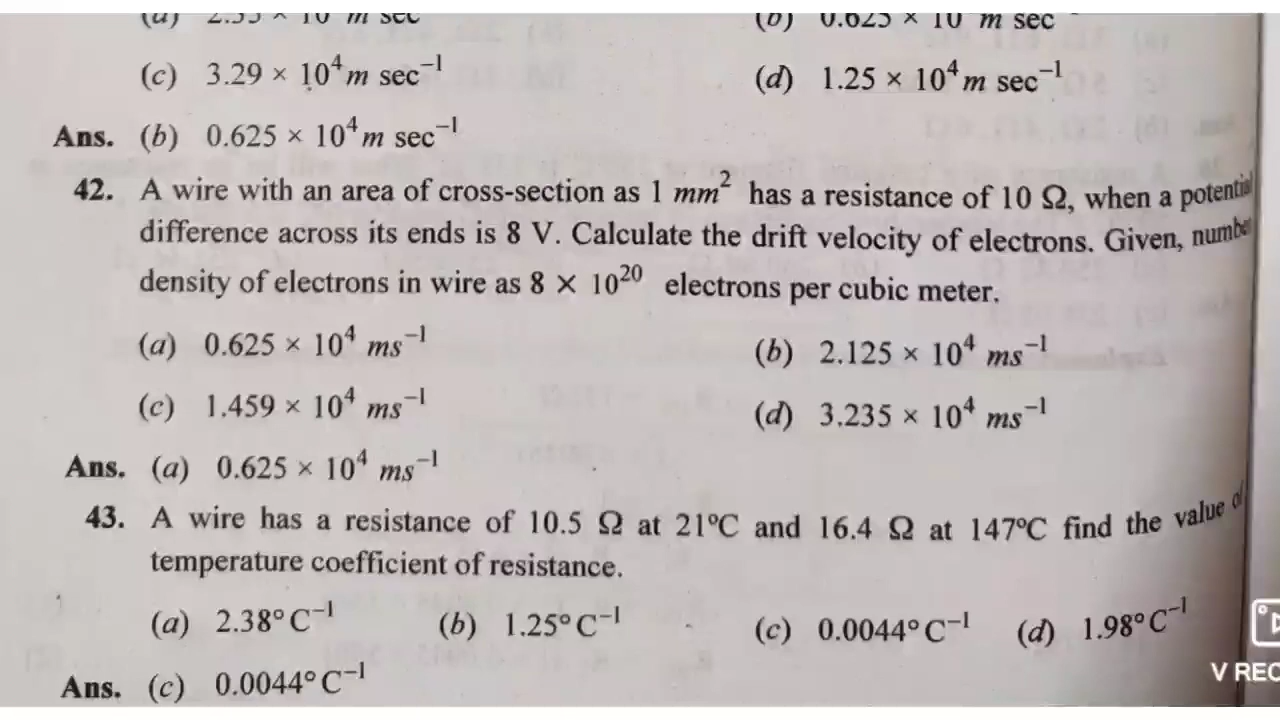 (c) 3.29 × 10⁴ m sec⁻¹ (d) 1.25 × 10⁴ m sec⁻¹
Ans. (b) 0.625 × 10⁴ m sec⁻¹
42. A wire with an area of cross-section as 1 mm² has a resistance of 10 Ω, when a potential
difference across its ends is 8 V. Calculate the drift velocity of electrons. Given, number
density of electrons in wire as 8 × 10²⁰ electrons per cubic meter.
(a) 0.625 × 10⁴ ms⁻¹ (b) 2.125 × 10⁴ ms⁻¹
(c) 1.459 × 10⁴ ms⁻¹ (d) 3.235 × 10⁴ ms⁻¹
Ans. (a) 0.625 × 10⁴ ms⁻¹
43. A wire has a resistance of 10.5 Ω at 21°C and 16.4 Ω at 147°C find the value of
temperature coefficient of resistance.
(a) 2.38° C⁻¹ (b) 1.25° C⁻¹ (c) 0.0044° C⁻¹ (d) 1.98° C⁻¹
Ans. (c) 0.0044° C⁻¹
V REC